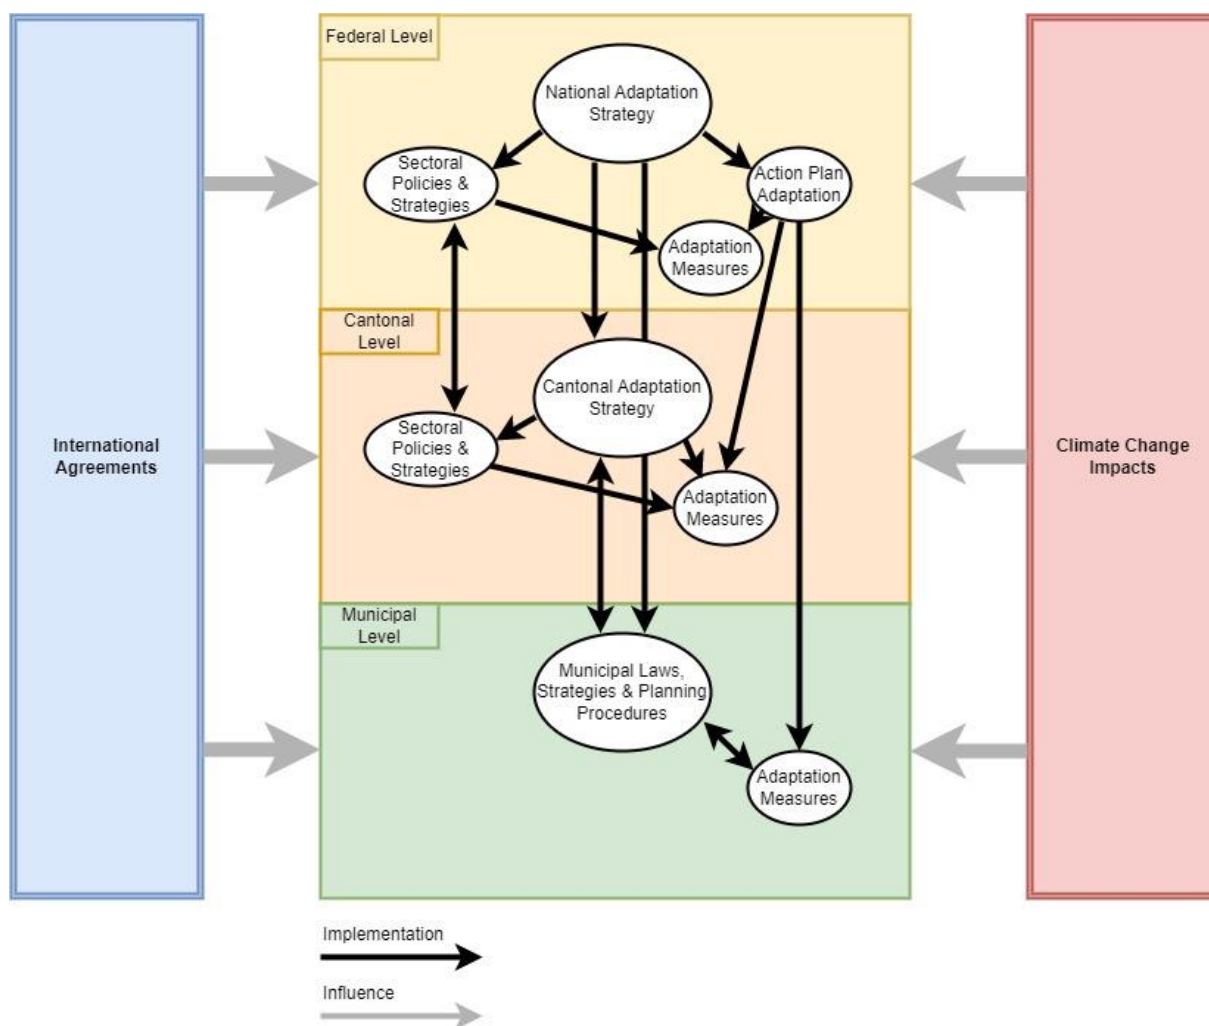 Federal Level
National Adaptation
Strategy
Sectoral
Policies &
Strategies
Action Plan
Adaptation
Adaptation
Measures
Cantonal
Level
Cantonal Adaptation
Strategy
Sectoral
Policies &
Strategies
Adaptation
Measures
International
Agreements
Climate Change
Impacts
Municipal
Level
Municipal Laws,
Strategies & Planning
Procedures
Adaptation
Measures
Implementation
Influence